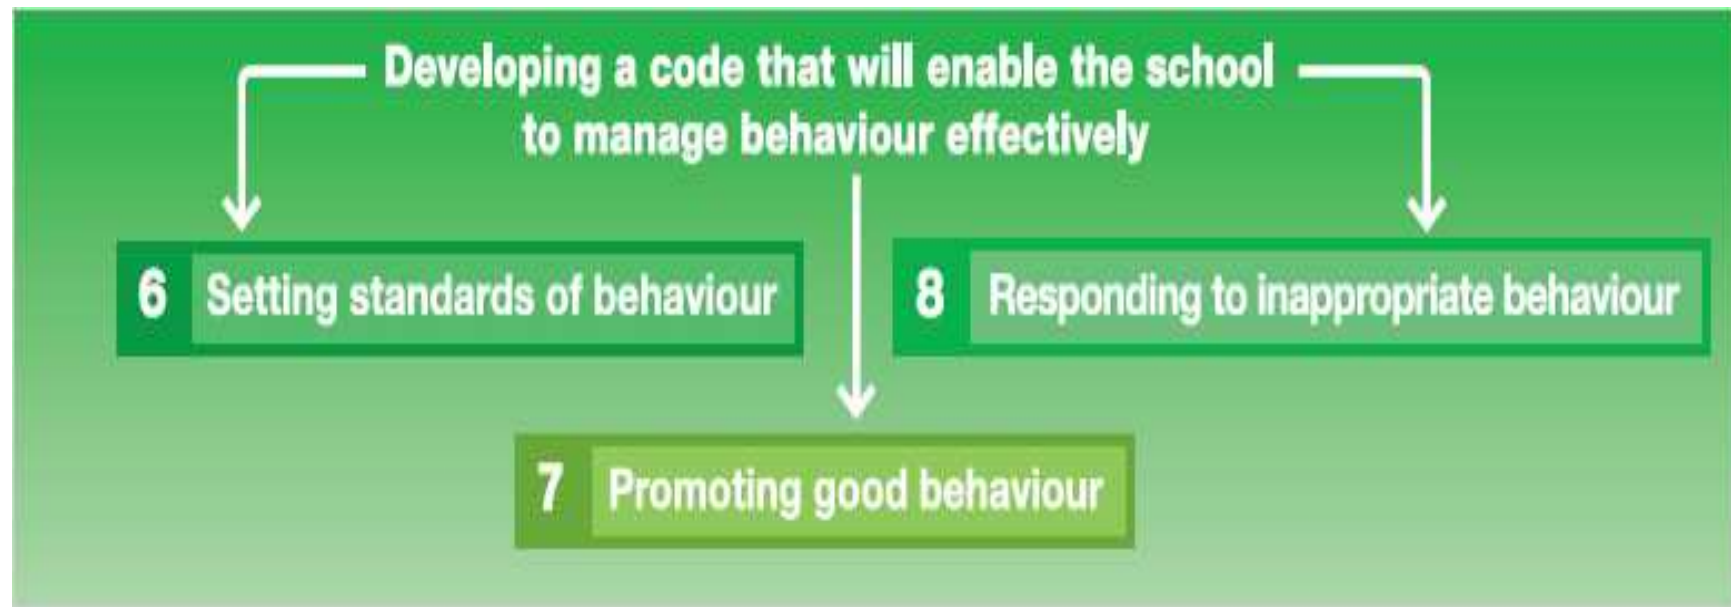 Developing a code that will enable the school
to manage behaviour effectively
6 Setting standards of behaviour
8 Responding to inappropriate behaviour
7 Promoting good behaviour